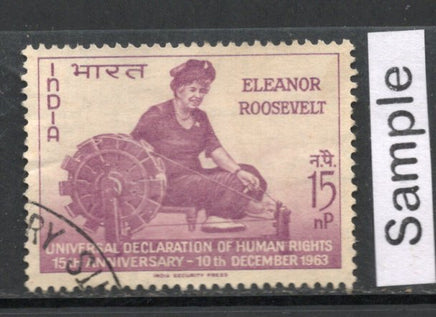 INDIA
भारत
ELEANOR
ROOSEVELT
न.पै.
15
nP
UNIVERSAL DECLARATION OF HUMAN RIGHTS
15TH ANNIVERSARY - 10th DECEMBER 1963
INDIA SECURITY PRESS
Sample